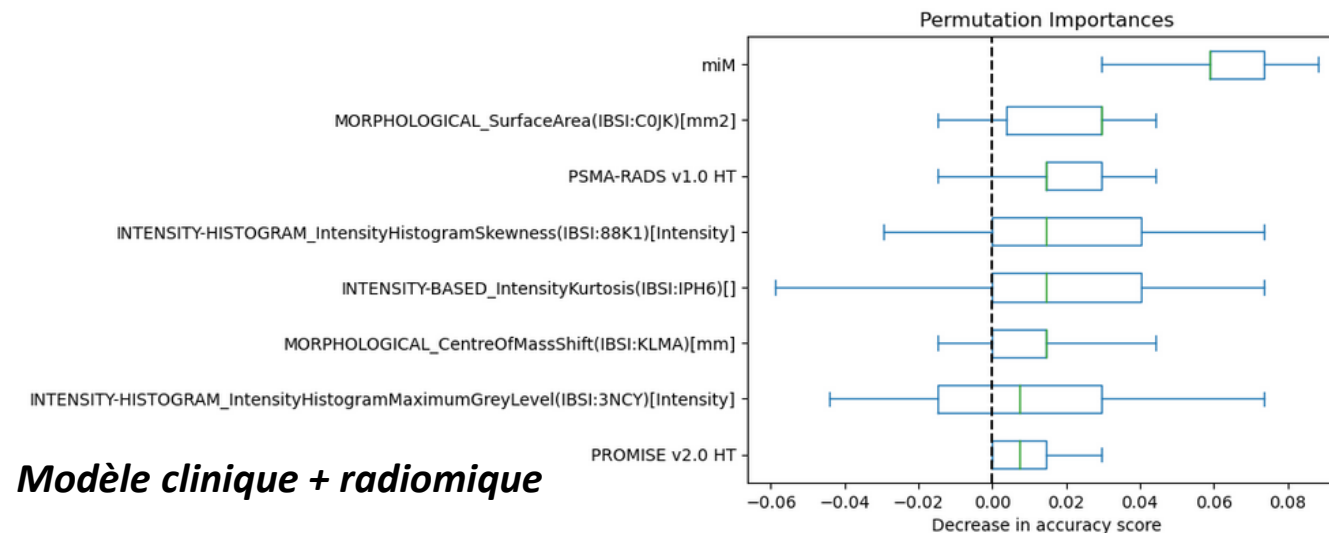 Permutation Importances
miM
MORPHOLOGICAL_SurfaceArea(IBSI:C0JK)[mm2]
PSMA-RADS v1.0 HT
INTENSITY-HISTOGRAM_IntensityHistogramSkewness(IBSI:88K1)[Intensity]
INTENSITY-BASED_IntensityKurtosis(IBSI:IPH6)[]
MORPHOLOGICAL_CentreOfMassShift(IBSI:KLMA)[mm]
INTENSITY-HISTOGRAM_IntensityHistogramMaximumGreyLevel(IBSI:3NCY)[Intensity]
PROMISE v2.0 HT
Modèle clinique + radiomique
−0.06 −0.04 −0.02 0.00 0.02 0.04 0.06 0.08
Decrease in accuracy score